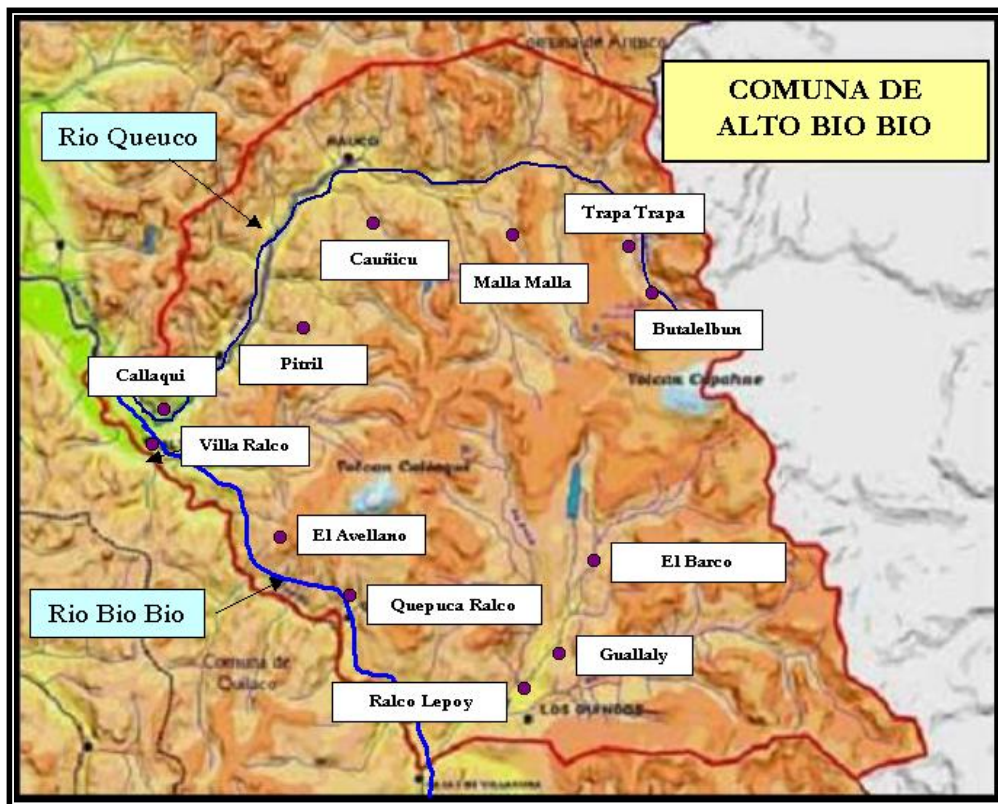 Comuna de Antuco
COMUNA DE
ALTO BIO BIO
Rio Queuco
RALCO
Trapa Trapa
Cauñicu
Malla Malla
Butalelbun
Pitril
Callaqui
Volcan Copahue
Villa Ralco
Volcan Callaqui
El Avellano
El Barco
Rio Bio Bio
Quepuca Ralco
Guallaly
Comuna de
Quilaco
Ralco Lepoy
LOS GUINDOS